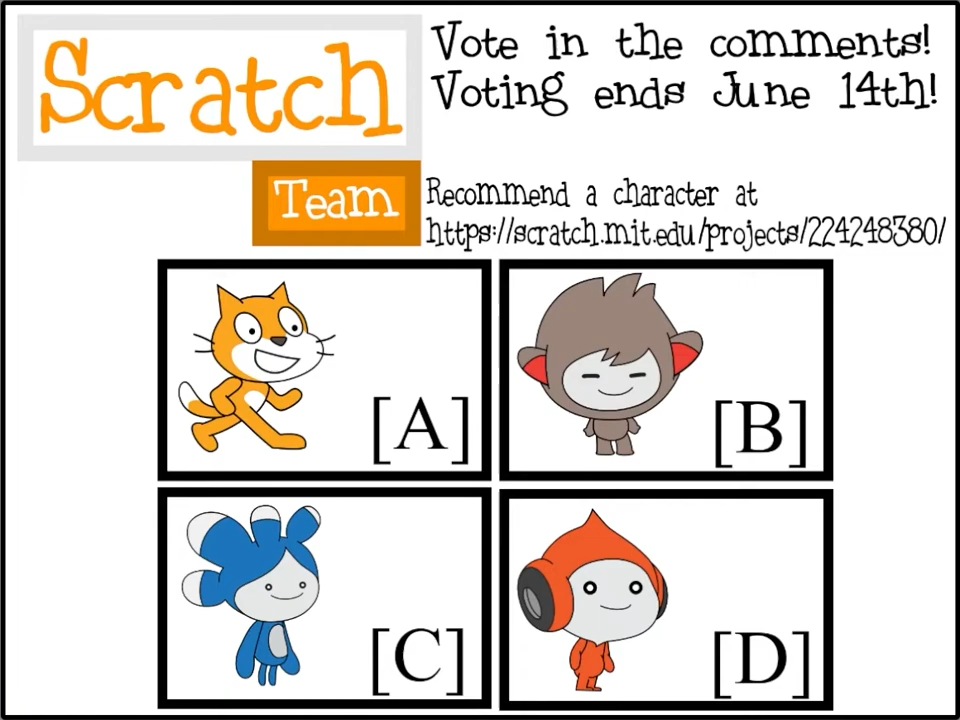 Scratch
Team
Vote in the comments!
Voting ends June 14th!
Recommend a character at
https://scratch.mit.edu/projects/224248380/
[A]
[B]
[C]
[D]